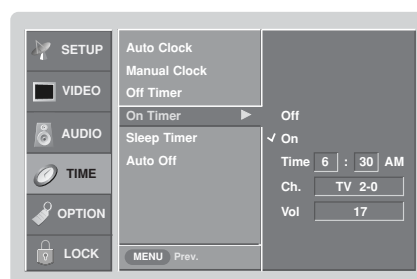 SETUP
VIDEO
AUDIO
TIME
OPTION
LOCK
Auto Clock
Manual Clock
Off Timer
On Timer ►
Sleep Timer
Auto Off
MENU Prev.
Off
✓ On
Time 6 : 30 AM
Ch. TV 2-0
Vol 17